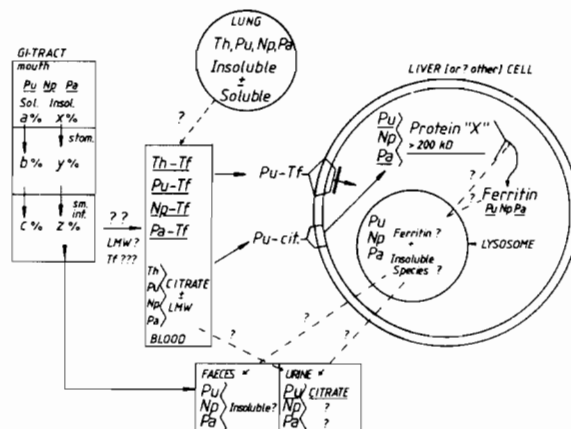 LUNG
Th, Pu, Np, Pa
Insoluble
±
Soluble
GI-TRACT
mouth
Pu Np Pa
Sol. Insol.
a% x%
stom.
b% y%
sm.
int.
c% z%
? ?
LMW?
Tf ???
?
Th-Tf
Pu-Tf
Np-Tf
Pa-Tf
Th
Pu
Np
Pa
CITRATE
±
LMW
BLOOD
Pu-Tf
Pu-cit.
LIVER [or? other] CELL
Pu
Np
Pa
Protein "X"
> 200 kD
?
?
Ferritin
Pu Np Pa
Pu
Np
Pa
Ferritin ?
+
Insoluble
Species ?
LYSOSOME
?
?
?
?
FAECES
Pu
Np
Pa
Insoluble?
URINE
Pu CITRATE
Np ?
Pa ?